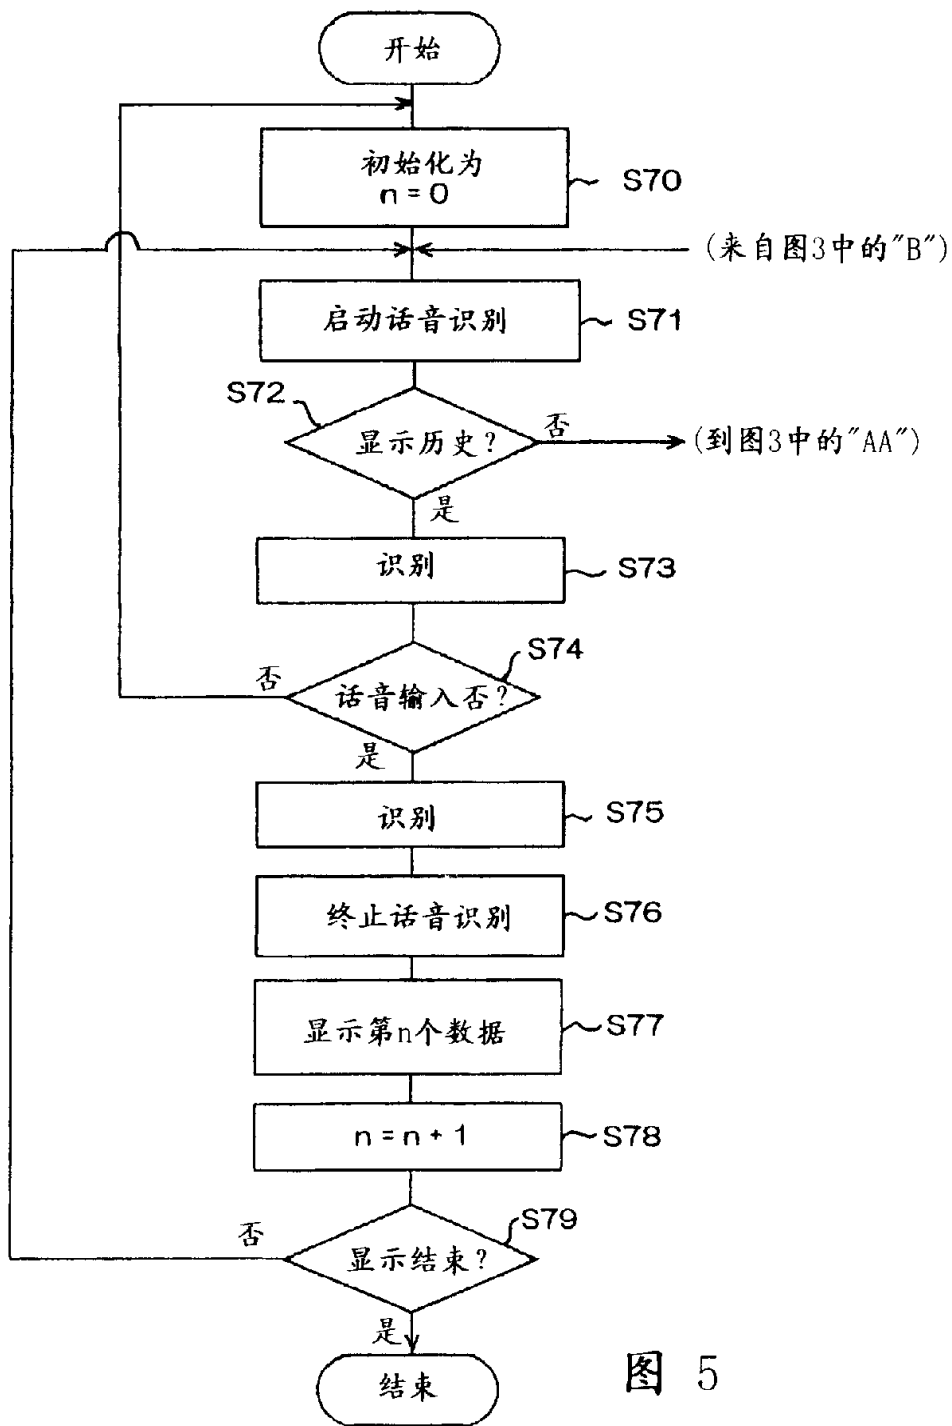 开始
初始化为
n = 0
S70
(来自图3中的"B")
启动话音识别
S71
S72
显示历史?
否
(到图3中的"AA")
是
识别
S73
S74
话音输入否?
否
是
识别
S75
终止话音识别
S76
显示第n个数据
S77
n = n + 1
S78
S79
显示结束?
否
是
结束
图 5